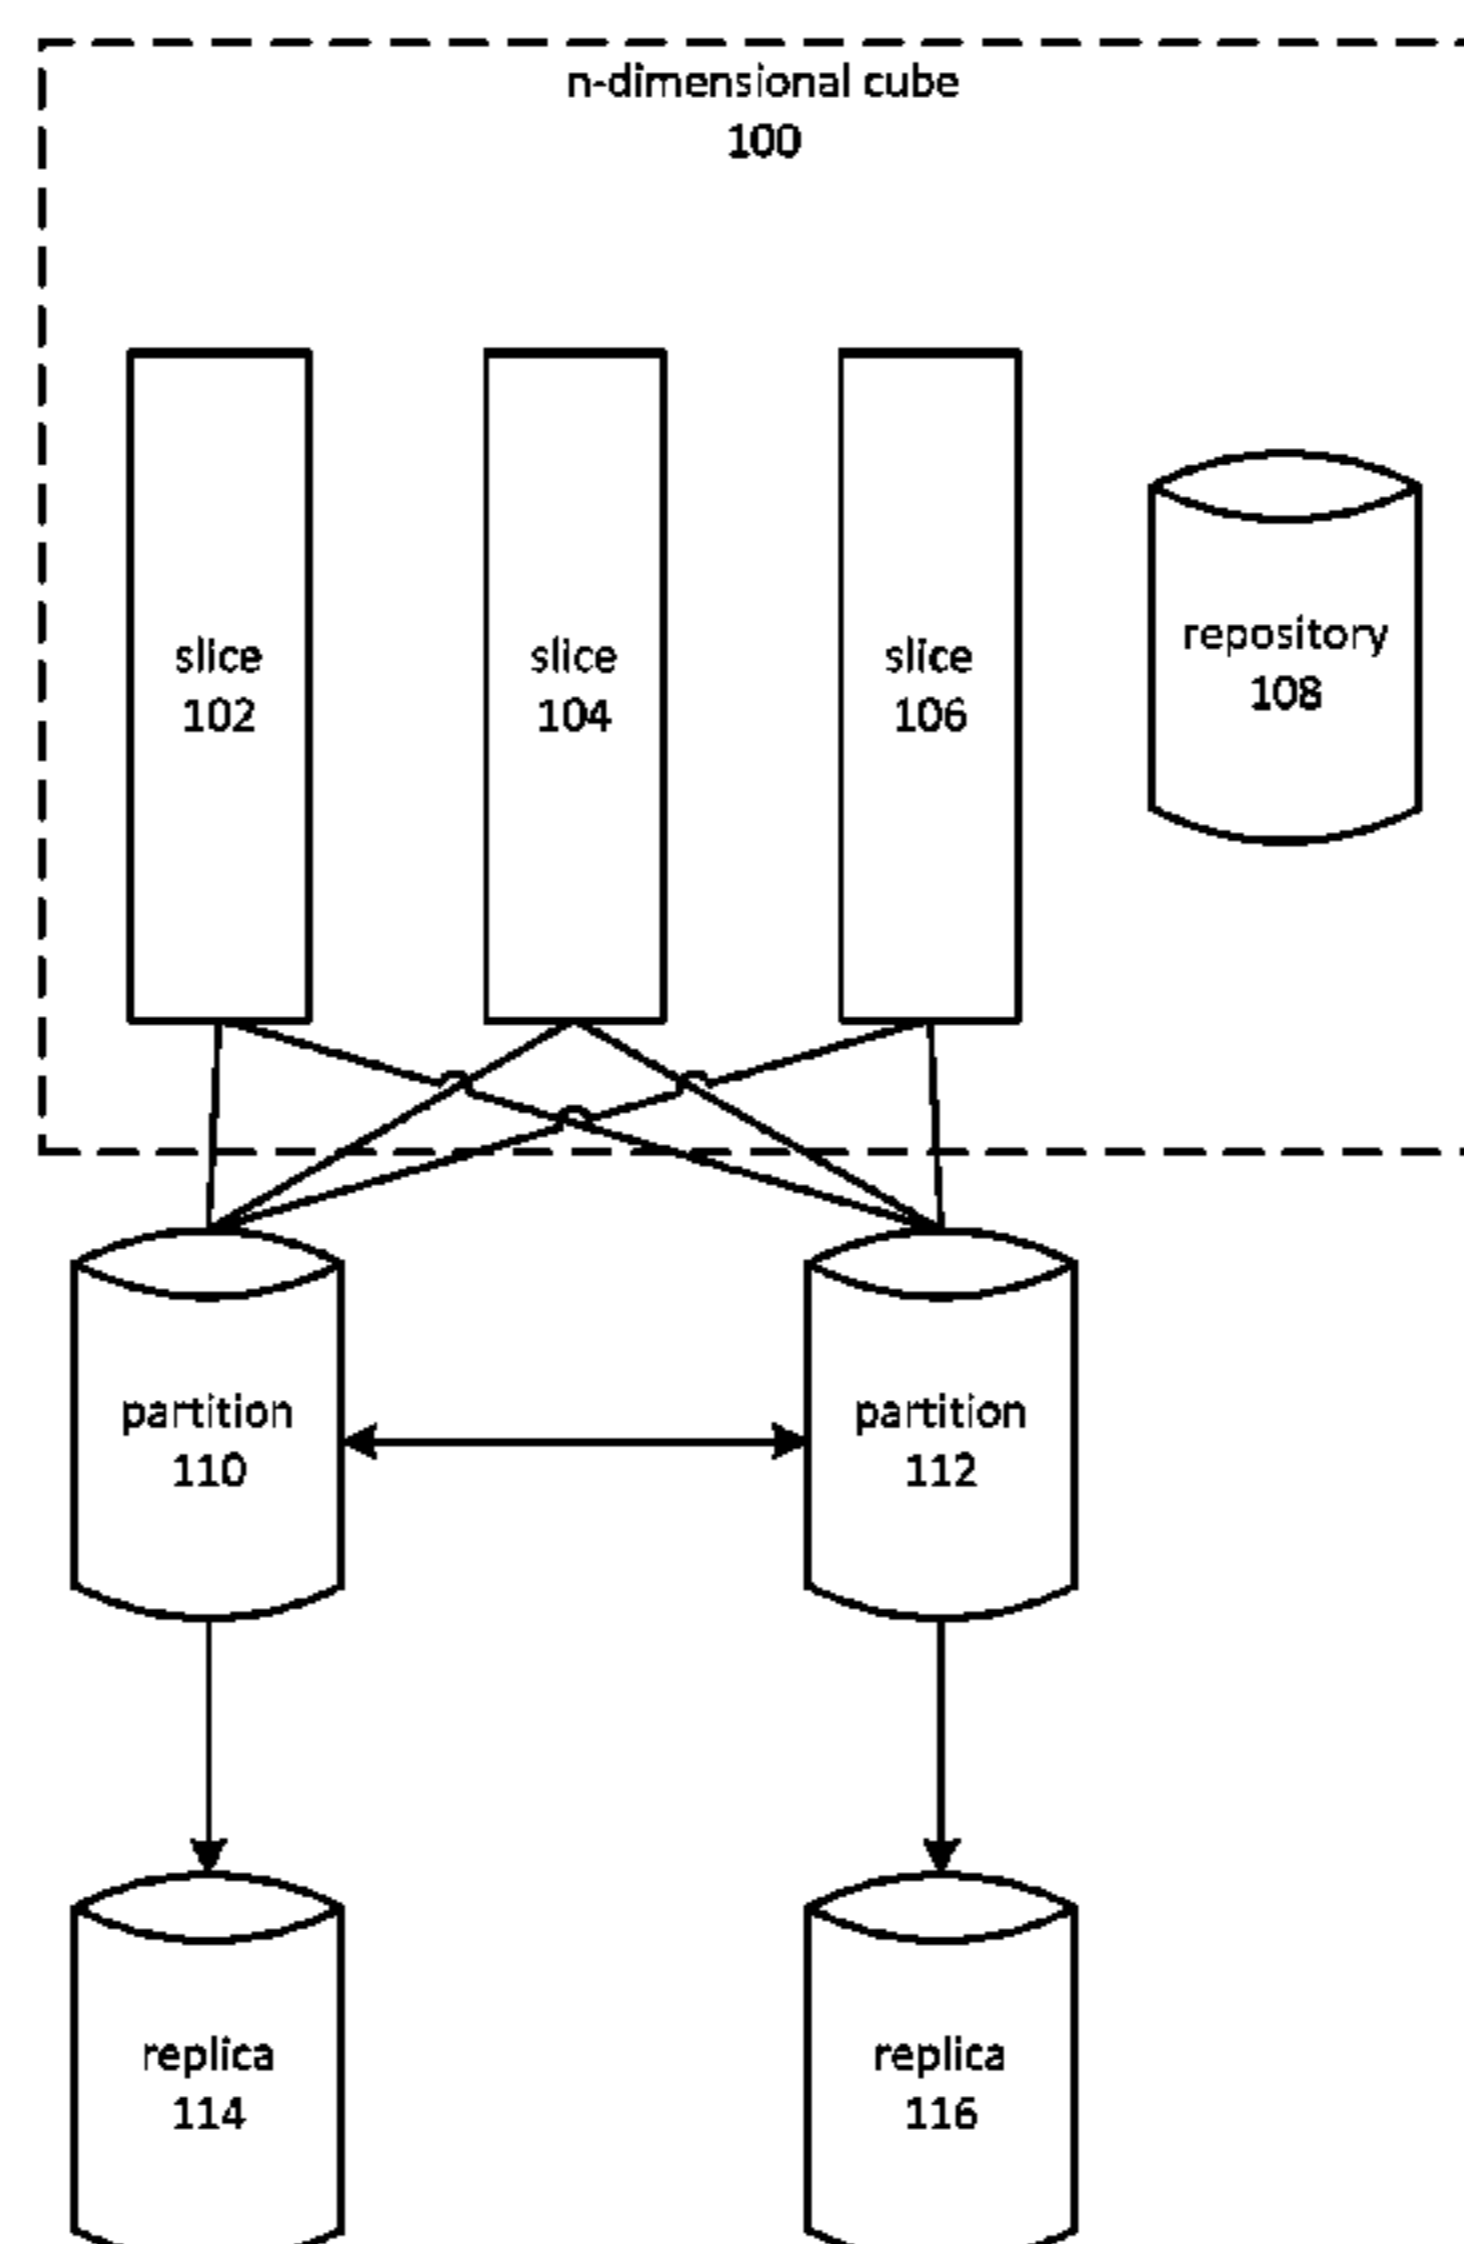 n-dimensional cube
100
slice
102
slice
104
slice
106
repository
108
partition
110
partition
112
replica
114
replica
116